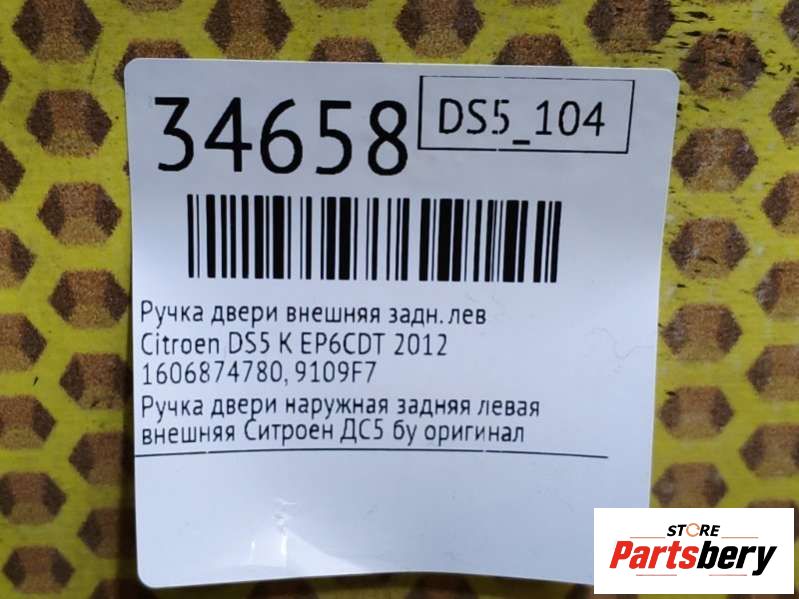 34658
DS5_104
Ручка двери внешняя задн. лев
Citroen DS5 K EP6CDT 2012
1606874780, 9109F7
Ручка двери наружная задняя левая
внешняя Ситроен ДС5 бу оригинал
STORE
Partsbery